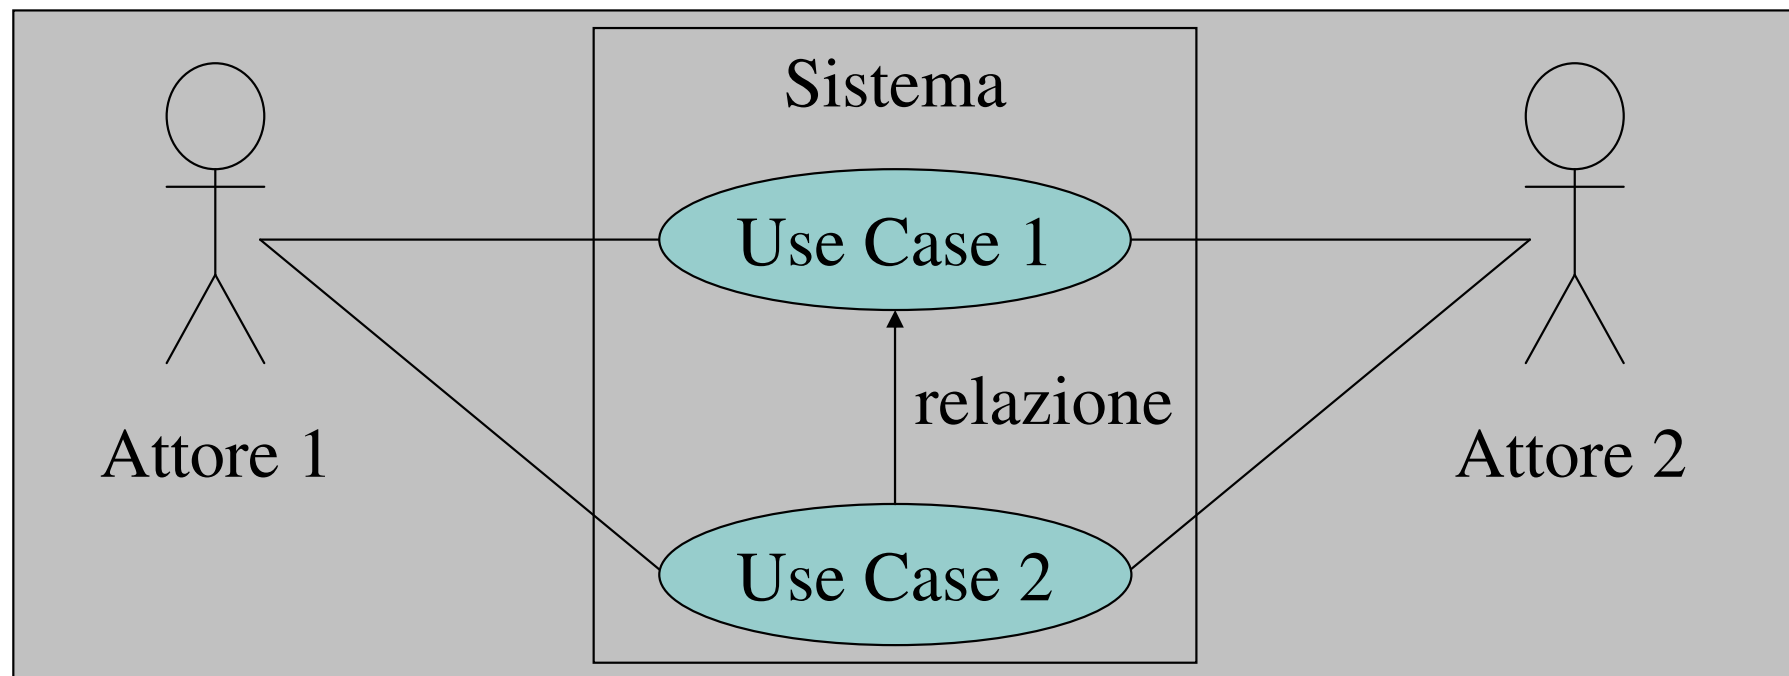 Sistema
Use Case 1
relazione
Attore 1
Attore 2
Use Case 2